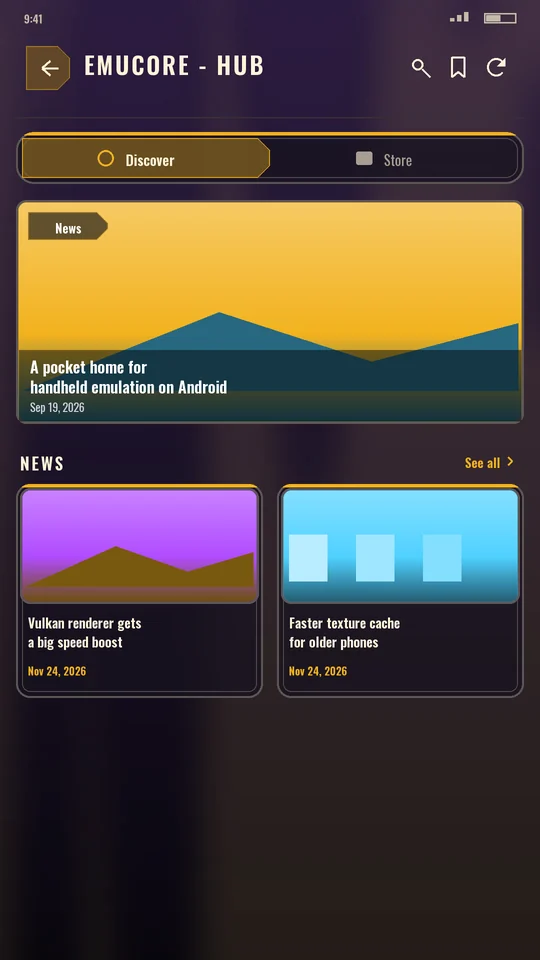 9:41
EMUCORE - HUB
Discover
Store
News
A pocket home for
handheld emulation on Android
Sep 19, 2026
NEWS
See all
Vulkan renderer gets
a big speed boost
Nov 24, 2026
Faster texture cache
for older phones
Nov 24, 2026